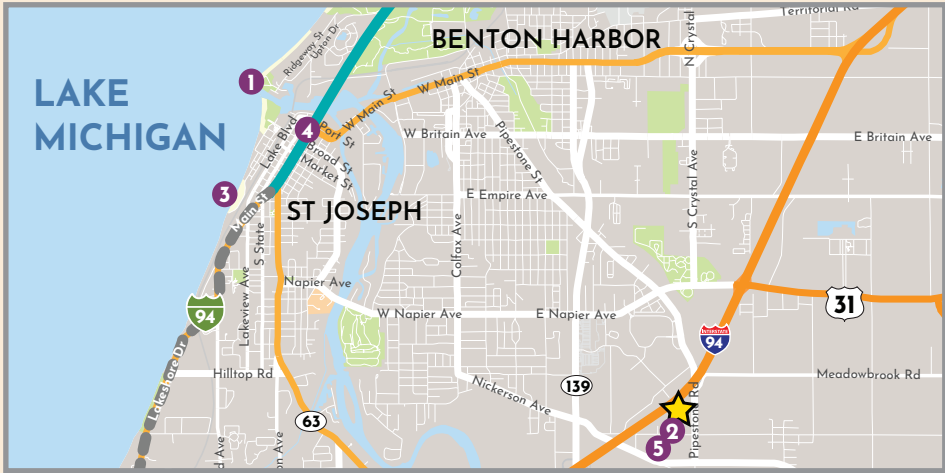 Territorial Rd
N Crystal
BENTON HARBOR
Ridgeway St
Upton Dr
LAKE
MICHIGAN
1
W Main St
W Main St
4
Port St
Lake Blvd
Broad St
Market St
W Britain Ave
Pipestone St
E Britain Ave
S Crystal Ave
E Empire Ave
3
Main St
ST JOSEPH
S State
Colfax Ave
Napier Ave
Lakeview Ave
W Napier Ave
E Napier Ave
31
94
INTERSTATE
94
Lakeshore Dr
Hilltop Rd
Nickerson Ave
139
Meadowbrook Rd
Pipestone Rd
63
2
5
d Ave
on Ave